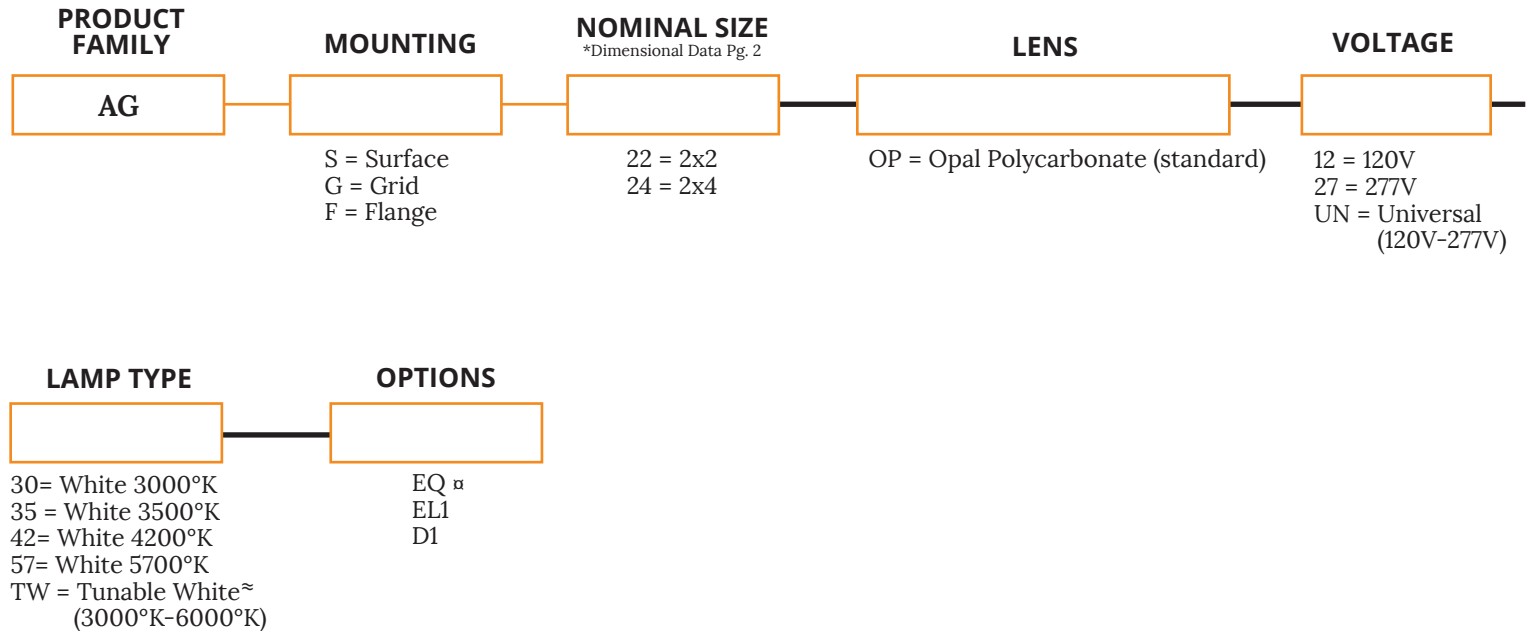 PRODUCT
FAMILY
MOUNTING
NOMINAL SIZE
*Dimensional Data Pg. 2
LENS
VOLTAGE
AG
S = Surface
G = Grid
F = Flange
22 = 2x2
24 = 2x4
OP = Opal Polycarbonate (standard)
12 = 120V
27 = 277V
UN = Universal
(120V-277V)
LAMP TYPE
OPTIONS
30= White 3000°K
35 = White 3500°K
42= White 4200°K
57= White 5700°K
TW = Tunable White≈
(3000°K-6000°K)
EQ ¤
EL1
D1